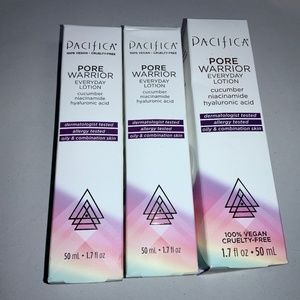 PACIFICA
100% VEGAN • CRUELTY-FREE
PORE
WARRIOR
EVERYDAY
LOTION
cucumber
niacinamide
hyaluronic acid
dermatologist tested
allergy tested
oily & combination skin
50 mL • 1.7 fl. oz
PACIFICA
100% VEGAN • CRUELTY-FREE
PORE
WARRIOR
EVERYDAY
LOTION
cucumber
niacinamide
hyaluronic acid
dermatologist tested
allergy tested
oily & combination skin
50 mL • 1.7 fl. oz
PACIFICA
PORE
WARRIOR
EVERYDAY
LOTION
cucumber
niacinamide
hyaluronic acid
dermatologist tested
allergy tested
oily & combination skin
100% VEGAN
CRUELTY-FREE
1.7 fl oz • 50 mL